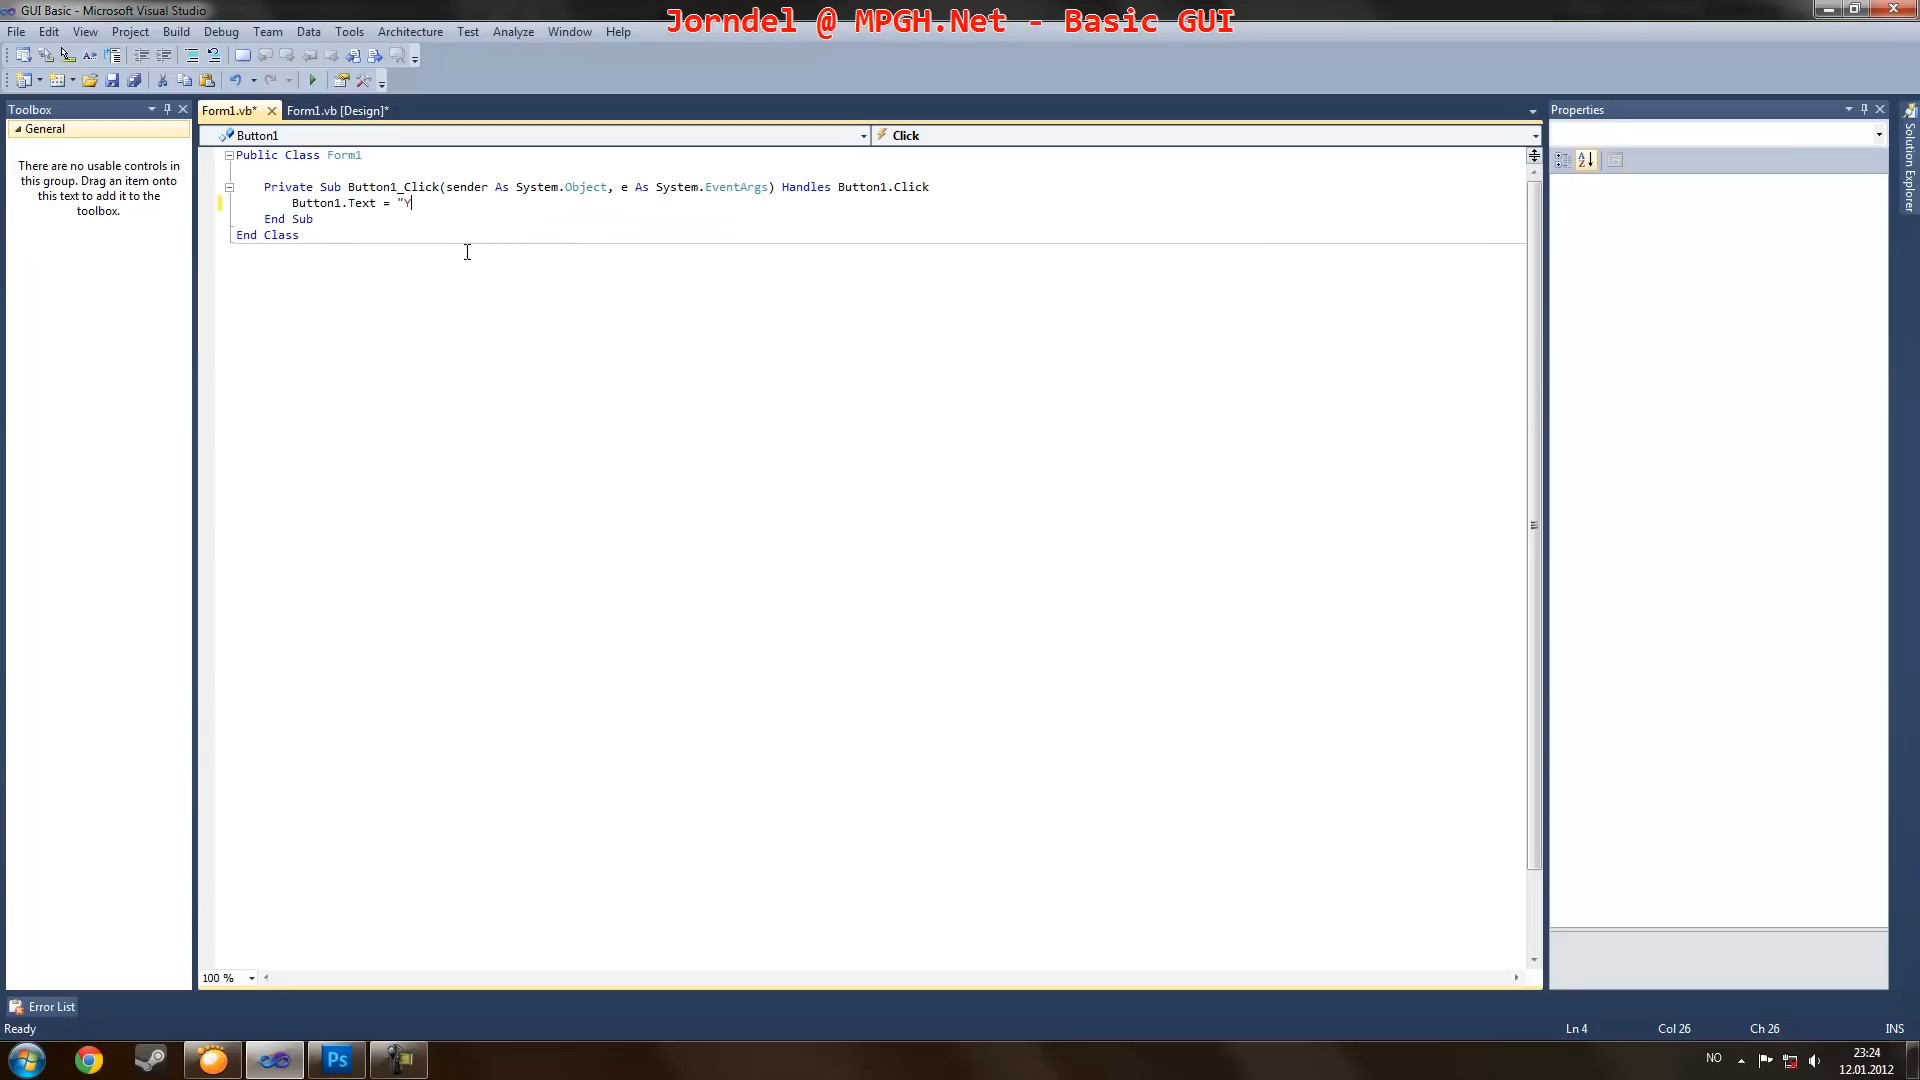 GUI Basic - Microsoft Visual Studio
Jorndel @ MPGH.Net - Basic GUI
File Edit View Project Build Debug Team Data Tools Architecture Test Analyze Window Help
Toolbox
Form1.vb* Form1.vb [Design]*
Properties
General
Button1 Click
There are no usable controls in
this group. Drag an item onto
this text to add it to the
toolbox.
Public Class Form1
Private Sub Button1_Click(sender As System.Object, e As System.EventArgs) Handles Button1.Click
Button1.Text = "Y
End Sub
End Class
Solution Explorer
100 %
Error List
Ready Ln 4 Col 26 Ch 26 INS
Ps
NO
23:24
12.01.2012